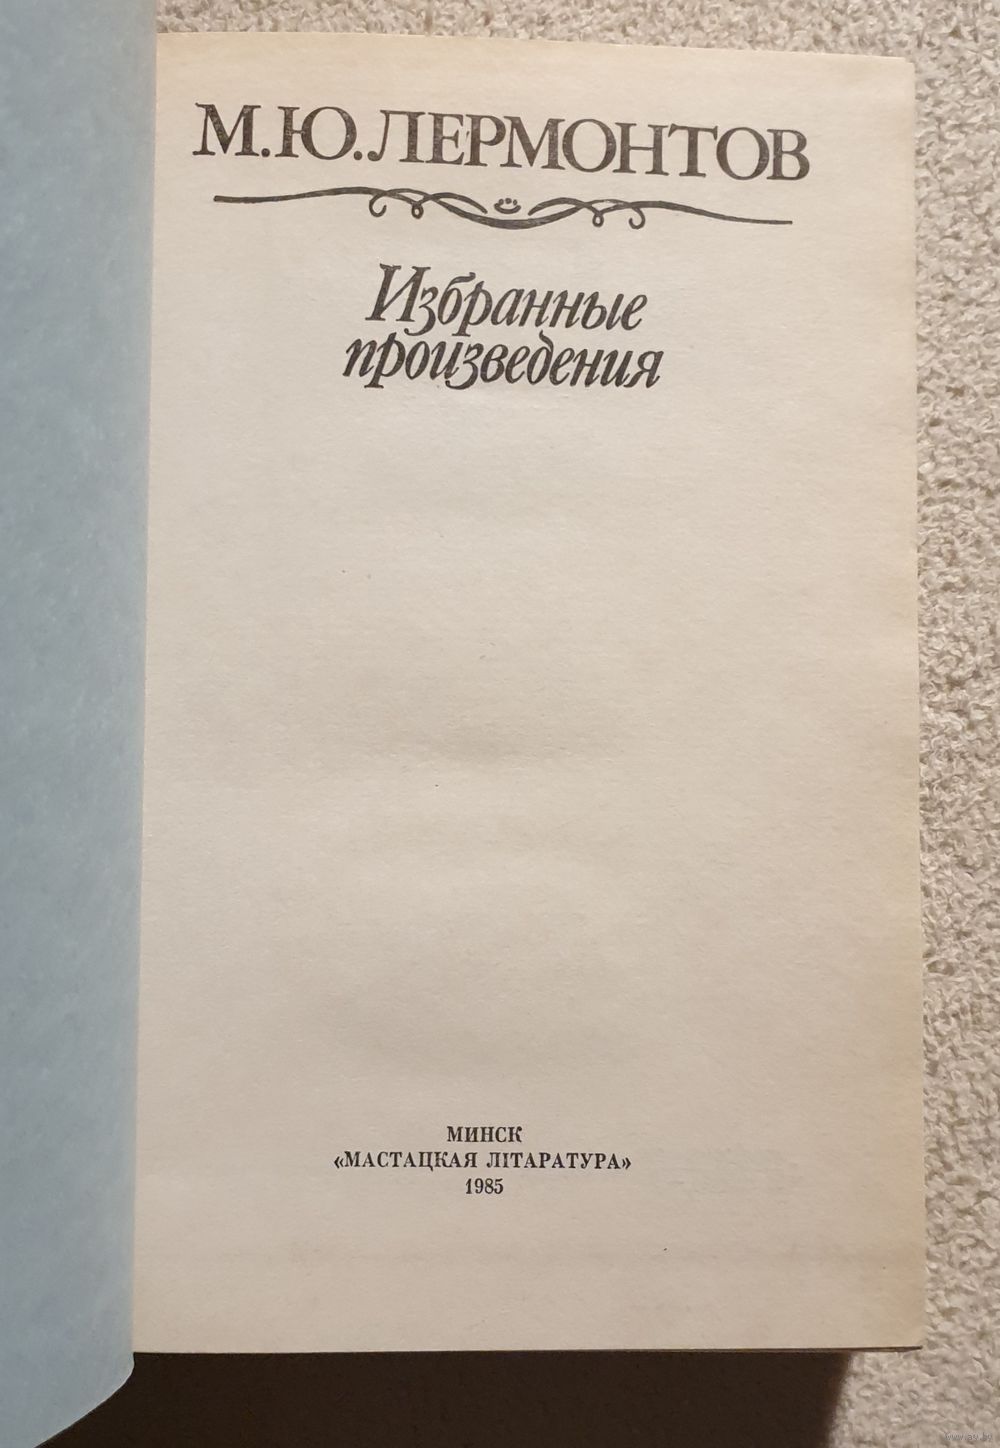 М.Ю.ЛЕРМОНТОВ
Избранные
произведения
МИНСК
«МАСТАЦКАЯ ЛІТАРАТУРА»
1985